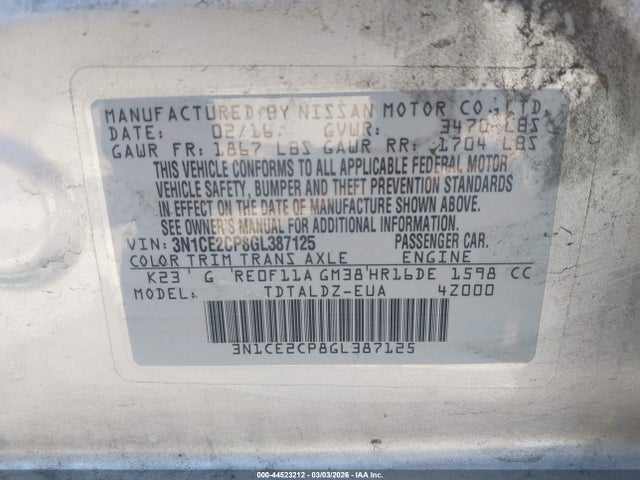 MANUFACTURED BY NISSAN MOTOR CO., LTD.
DATE: 02/16 GVWR: 3470 LBS
GAWR FR: 1867 LBS GAWR RR: 1704 LBS
THIS VEHICLE CONFORMS TO ALL APPLICABLE FEDERAL MOTOR
VEHICLE SAFETY, BUMPER AND THEFT PREVENTION STANDARDS
IN EFFECT ON THE DATE OF MANUFACTURE SHOWN ABOVE.
SEE OWNER'S MANUAL FOR ADDITIONAL INFORMATION.
VIN: 3N1CE2CP8GL387125 PASSENGER CAR.
COLOR TRIM TRANS AXLE ENGINE
K23 G RE0F11A GM38 HR16DE 1598 CC
MODEL: TDTALDZ-EUA 4Z000
3N1CE2CP8GL387125
000-44523212 - 03/03/2026 - IAA Corp.